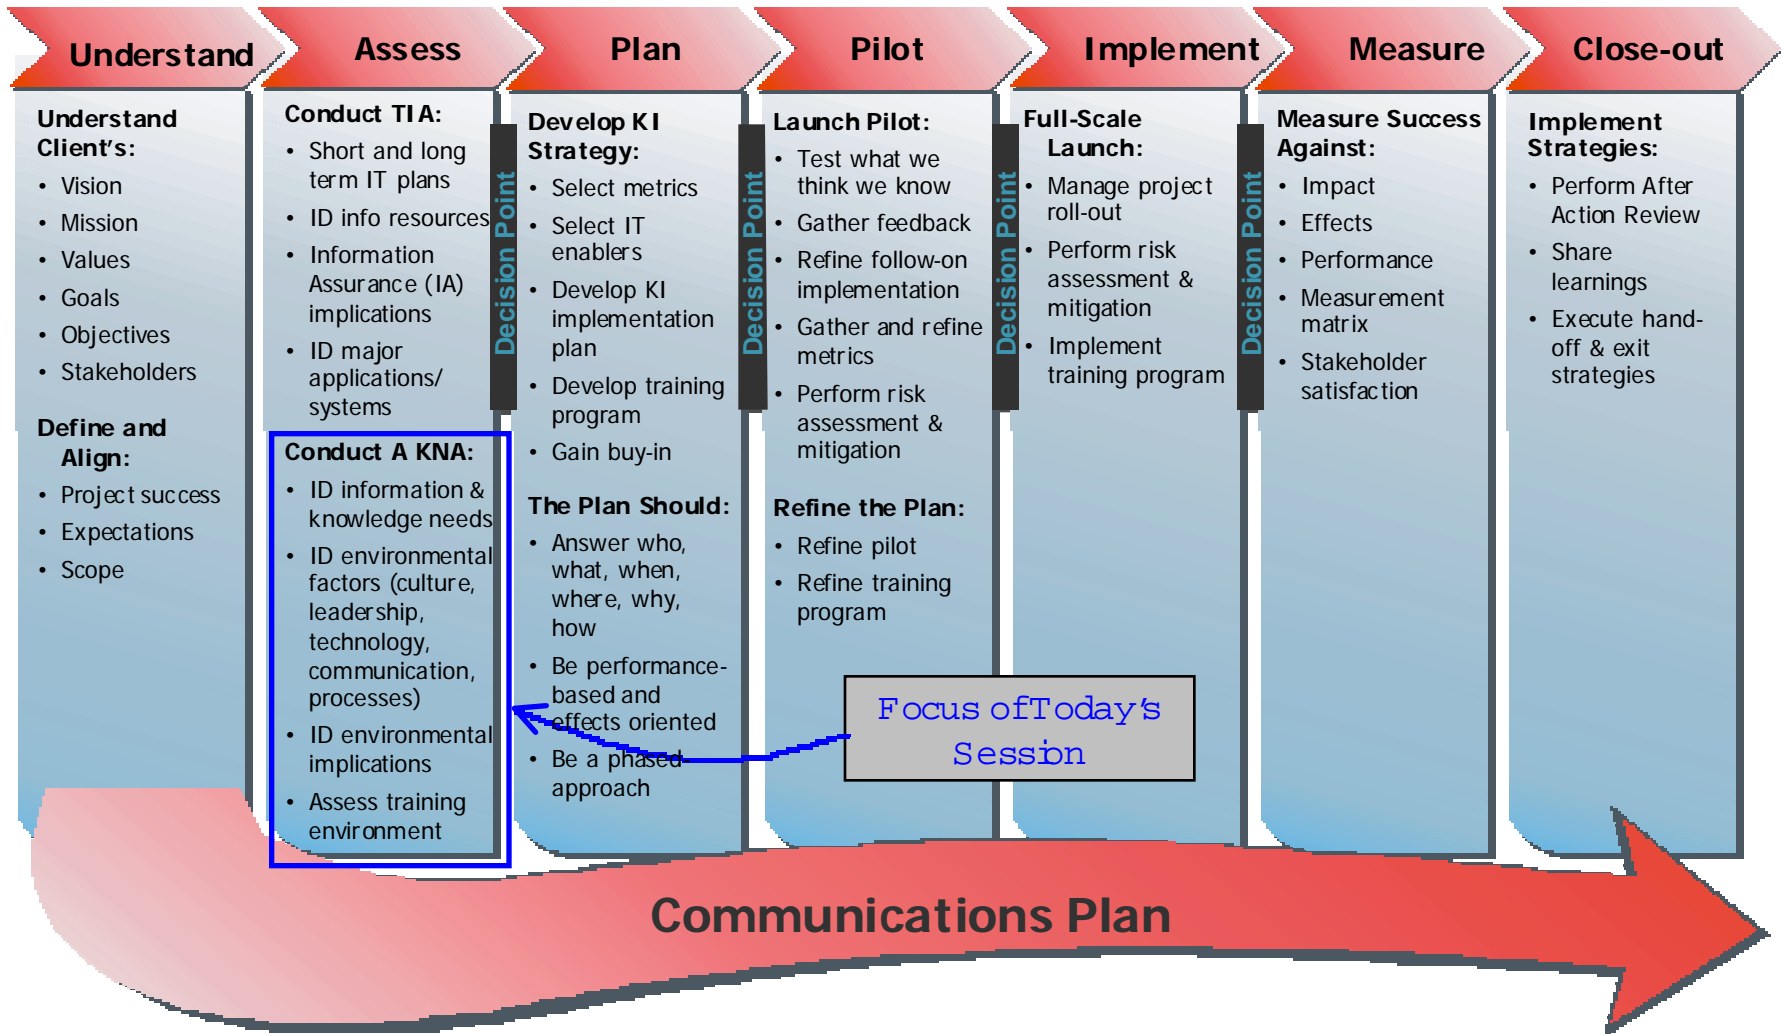 Understand
Assess
Plan
Pilot
Implement
Measure
Close-out
Understand
Client's:
• Vision
• Mission
• Values
• Goals
• Objectives
• Stakeholders
Define and
Align:
• Project success
• Expectations
• Scope
Conduct TIA:
• Short and long
term IT plans
• ID info resources
• Information
Assurance (IA)
implications
• ID major
applications/
systems
Conduct A KNA:
• ID information &
knowledge needs
• ID environmental
factors (culture,
leadership,
technology,
communication,
processes)
• ID environmental
implications
• Assess training
environment
Decision Point
Develop KI
Strategy:
• Select metrics
• Select IT
enablers
• Develop KI
implementation
plan
• Develop training
program
• Gain buy-in
The Plan Should:
• Answer who,
what, when,
where, why,
how
• Be performance-
based and
effects oriented
• Be a phased-
approach
Decision Point
Launch Pilot:
• Test what we
think we know
• Gather feedback
• Refine follow-on
implementation
• Gather and refine
metrics
• Perform risk
assessment &
mitigation
Refine the Plan:
• Refine pilot
• Refine training
program
Decision Point
Full-Scale
Launch:
• Manage project
roll-out
• Perform risk
assessment &
mitigation
• Implement
training program
Decision Point
Measure Success
Against:
• Impact
• Effects
• Performance
• Measurement
matrix
• Stakeholder
satisfaction
Implement
Strategies:
• Perform After
Action Review
• Share
learnings
• Execute hand-
off & exit
strategies
Focus of Today's
Session
Communications Plan